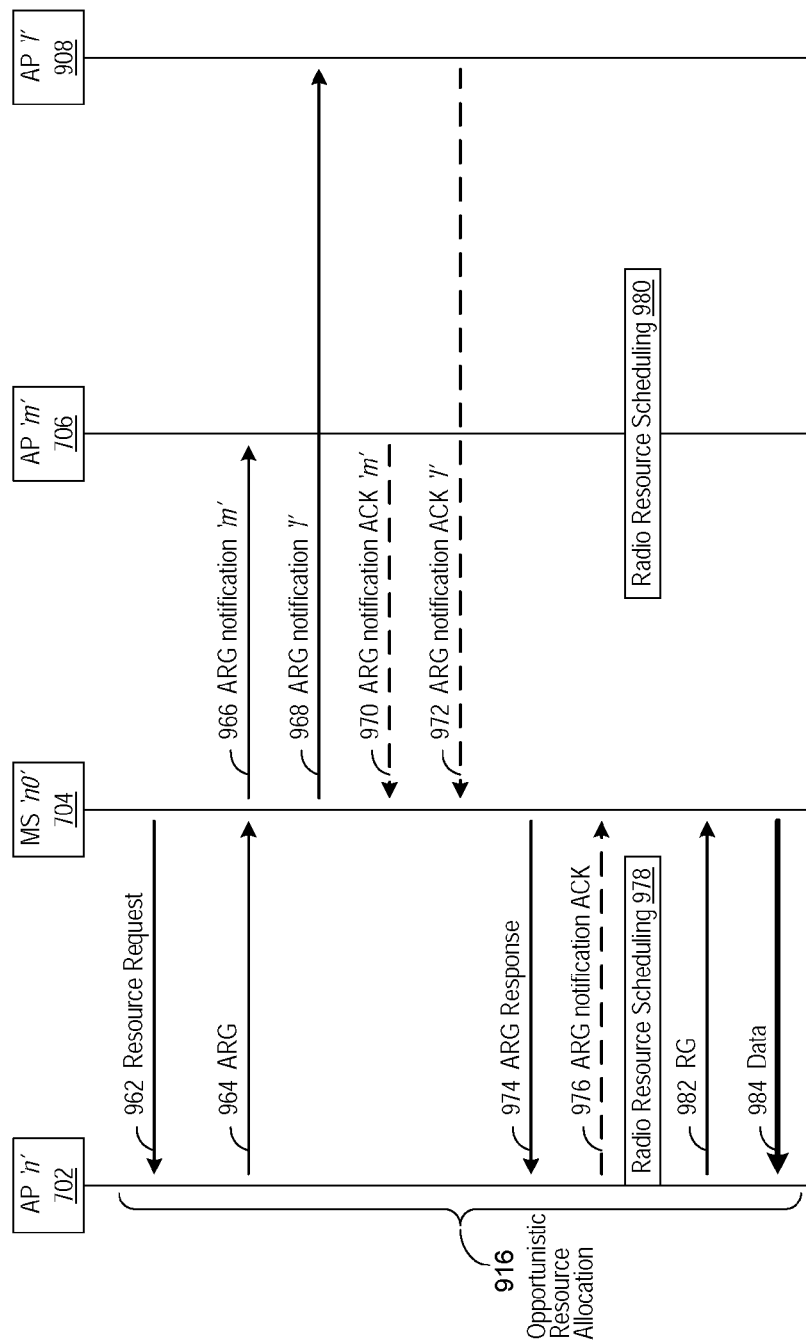 AP 'n'
702
MS 'n0'
704
AP 'm'
706
AP 'l'
908
962 Resource Request
964 ARG
966 ARG notification 'm'
968 ARG notification 'l'
970 ARG notification ACK 'm'
972 ARG notification ACK 'l'
974 ARG Response
976 ARG notification ACK
Radio Resource Scheduling 978
Radio Resource Scheduling 980
982 RG
984 Data
916
Opportunistic
Resource
Allocation